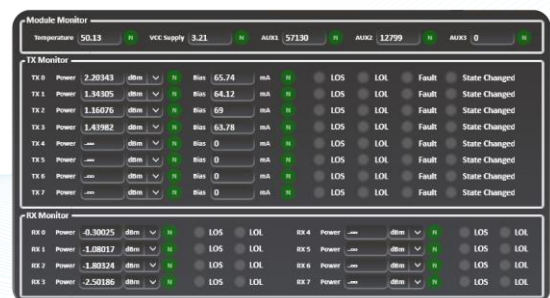 Module Monitor
Temperature 50.13 N VCC Supply 3.21 N AUX1 57130 N AUX2 12799 N AUX3 0 N
TX Monitor
TX 0 Power 2.20343 dBm N Bias 65.74 mA N LOS LOL Fault State Changed
TX 1 Power 1.34305 dBm N Bias 64.12 mA N LOS LOL Fault State Changed
TX 2 Power 1.16076 dBm N Bias 69 mA N LOS LOL Fault State Changed
TX 3 Power 1.43982 dBm N Bias 63.78 mA N LOS LOL Fault State Changed
TX 4 Power -∞ dBm N Bias 0 mA N LOS LOL Fault State Changed
TX 5 Power -∞ dBm N Bias 0 mA N LOS LOL Fault State Changed
TX 6 Power -∞ dBm N Bias 0 mA N LOS LOL Fault State Changed
TX 7 Power -∞ dBm N Bias 0 mA N LOS LOL Fault State Changed
RX Monitor
RX 0 Power -0.30025 dBm N LOS LOL RX 4 Power -∞ dBm N LOS LOL
RX 1 Power -1.08017 dBm N LOS LOL RX 5 Power -∞ dBm N LOS LOL
RX 2 Power -1.80324 dBm N LOS LOL RX 6 Power -∞ dBm N LOS LOL
RX 3 Power -2.50186 dBm N LOS LOL RX 7 Power -∞ dBm N LOS LOL